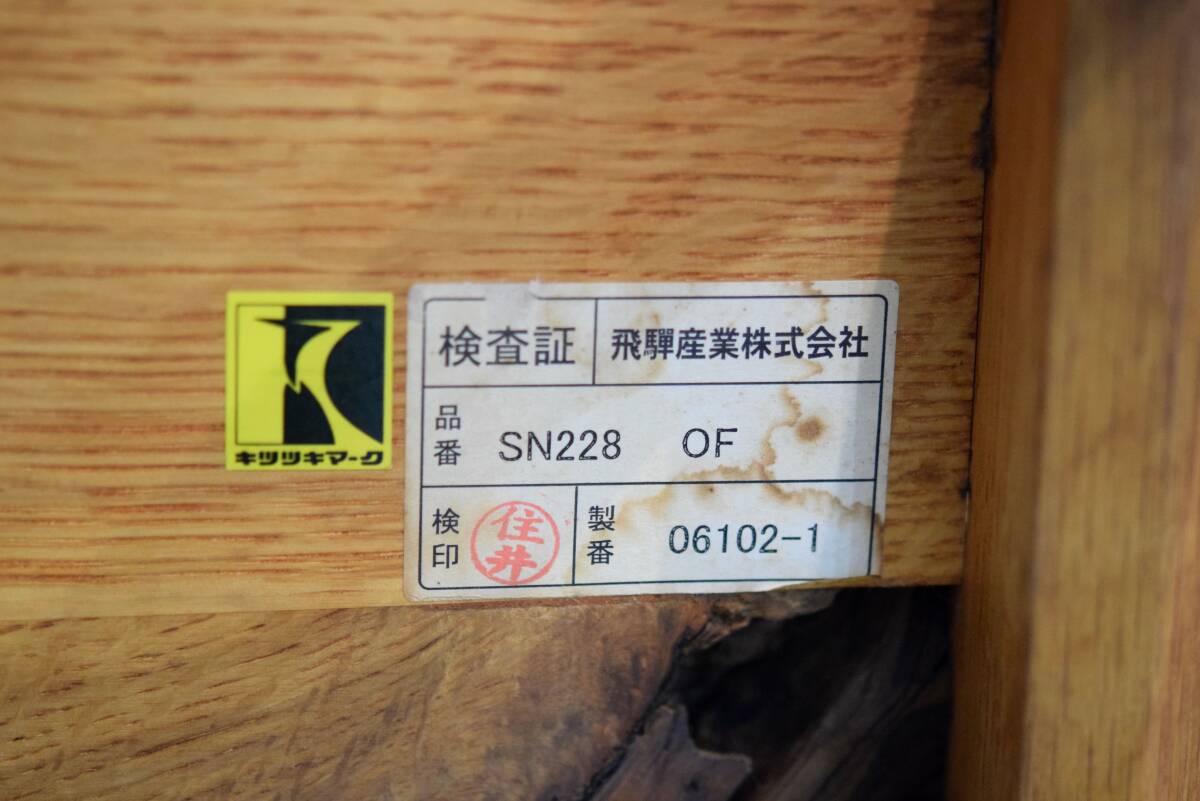 キツツキマーク
検査証 飛騨産業株式会社
品番 SN228 OF
検印 住井 製番 06102-1